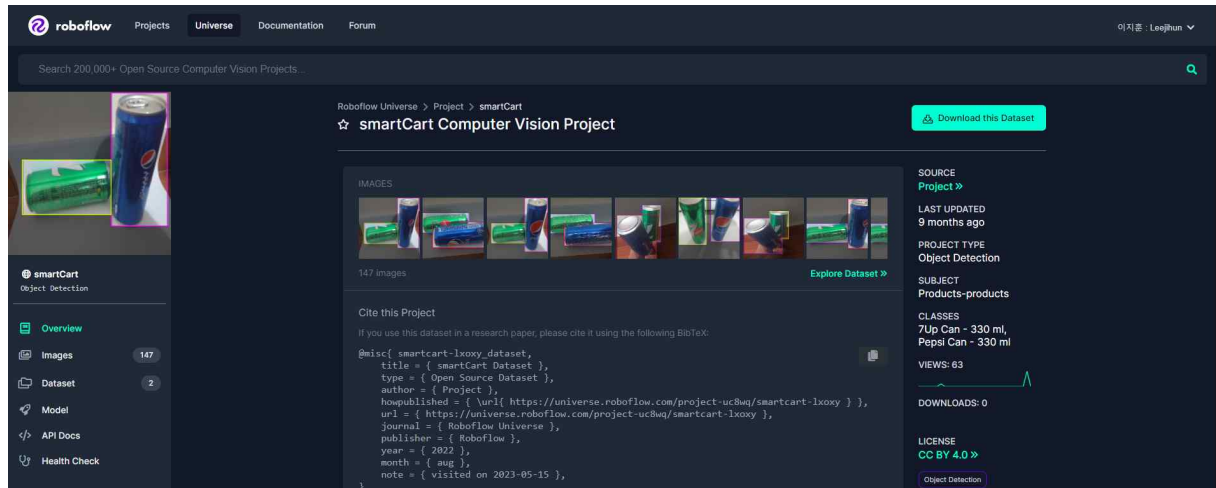 roboflow Projects Universe Documentation Forum 이지훈 : Leejihun
Search 200,000+ Open Source Computer Vision Projects...
Roboflow Universe > Project > smartCart
smartCart Computer Vision Project
Download this Dataset
smartCart
Object Detection
Overview
Images 147
Dataset 2
Model
API Docs
Health Check
IMAGES
147 images
Explore Dataset »
Cite this Project
If you use this dataset in a research paper, please cite it using the following BibTeX:
@misc{ smartcart-lxoxy_dataset,
title = { smartCart Dataset },
type = { Open Source Dataset },
author = { Project },
howpublished = { \url{ https://universe.roboflow.com/project-uc8wq/smartcart-lxoxy } },
url = { https://universe.roboflow.com/project-uc8wq/smartcart-lxoxy },
journal = { Roboflow Universe },
publisher = { Roboflow },
year = { 2022 },
month = { aug },
note = { visited on 2023-05-15 },
}
SOURCE
Project »
LAST UPDATED
9 months ago
PROJECT TYPE
Object Detection
SUBJECT
Products-products
CLASSES
7Up Can - 330 ml,
Pepsi Can - 330 ml
VIEWS: 63
DOWNLOADS: 0
LICENSE
CC BY 4.0 »
Object Detection